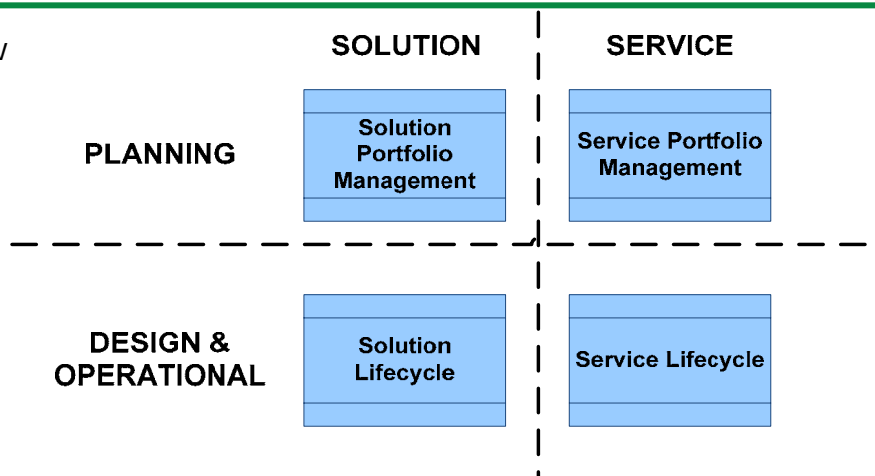 SOLUTION SERVICE
PLANNING
Solution
Portfolio
Management
Service Portfolio
Management
DESIGN &
OPERATIONAL
Solution
Lifecycle
Service Lifecycle